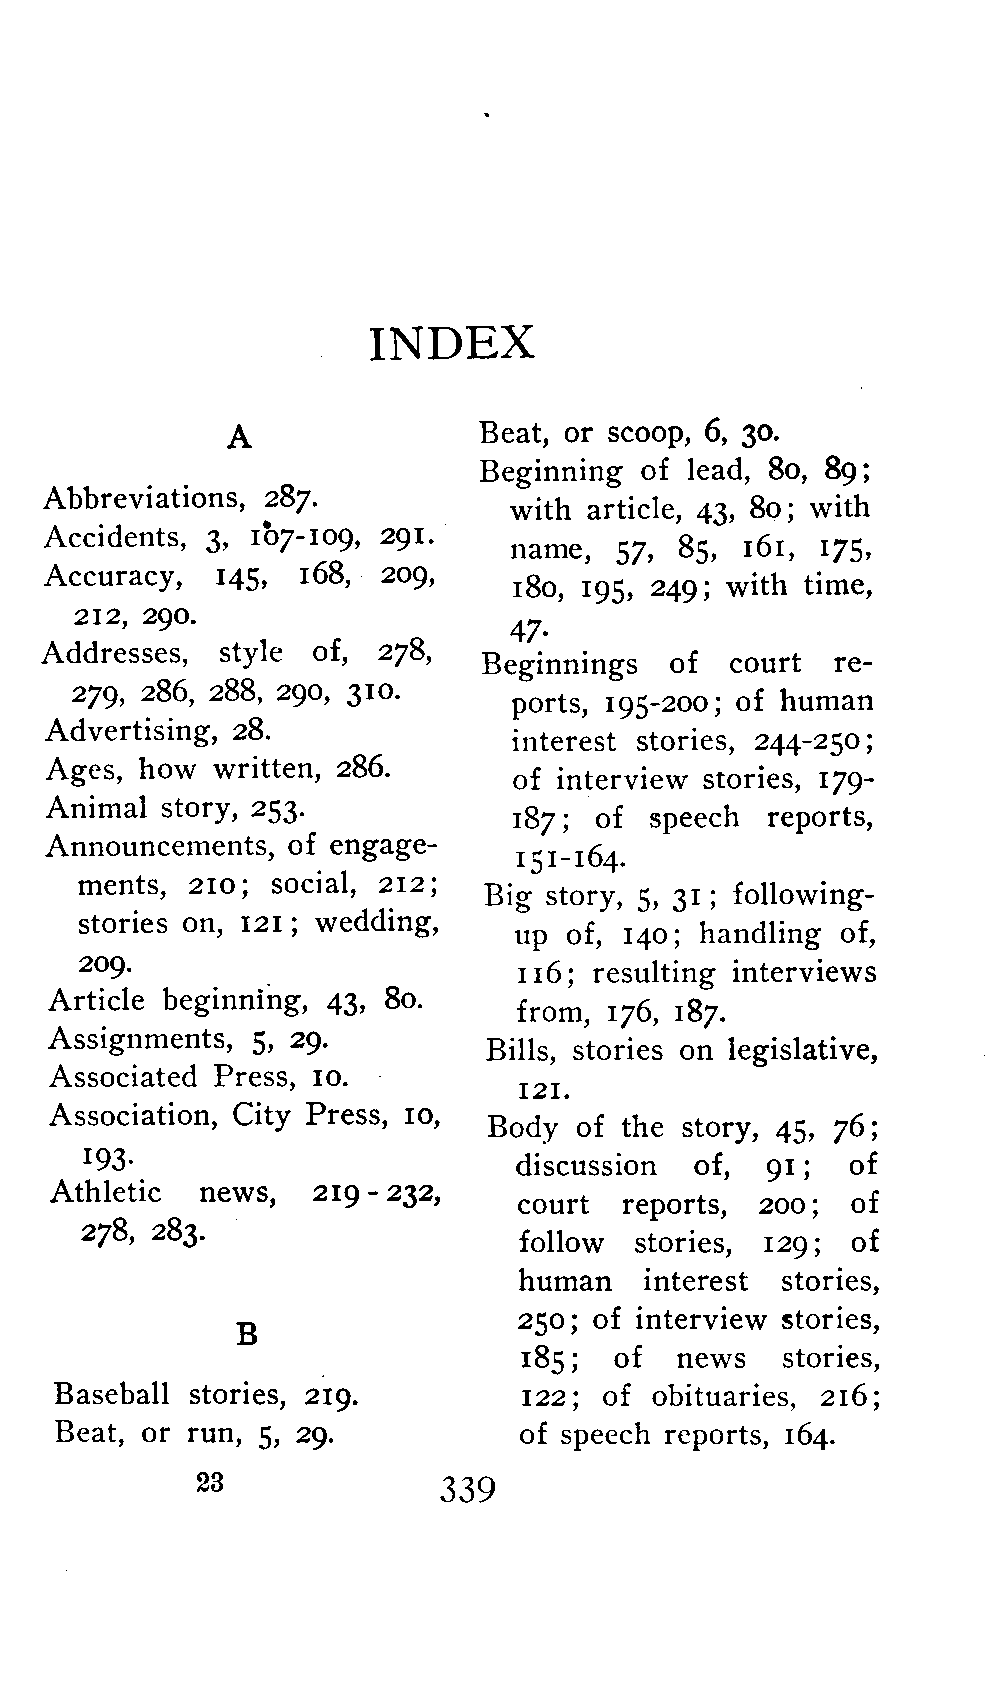 INDEX
A
Abbreviations, 287.
Accidents, 3, 107-109, 291.
Accuracy, 145, 168, 209,
212, 290.
Addresses, style of, 278,
279, 286, 288, 290, 310.
Advertising, 28.
Ages, how written, 286.
Animal story, 253.
Announcements, of engage-
ments, 210; social, 212;
stories on, 121; wedding,
209.
Article beginning, 43, 80.
Assignments, 5, 29.
Associated Press, 10.
Association, City Press, 10,
193.
Athletic news, 219-232,
278, 283.
B
Baseball stories, 219.
Beat, or run, 5, 29.
Beat, or scoop, 6, 30.
Beginning of lead, 80, 89;
with article, 43, 80; with
name, 57, 85, 161, 175,
180, 195, 249; with time,
47.
Beginnings of court re-
ports, 195-200; of human
interest stories, 244-250;
of interview stories, 179-
187; of speech reports,
151-164.
Big story, 5, 31; following-
up of, 140; handling of,
116; resulting interviews
from, 176, 187.
Bills, stories on legislative,
121.
Body of the story, 45, 76;
discussion of, 91; of
court reports, 200; of
follow stories, 129; of
human interest stories,
250; of interview stories,
185; of news stories,
122; of obituaries, 216;
of speech reports, 164.
23
339